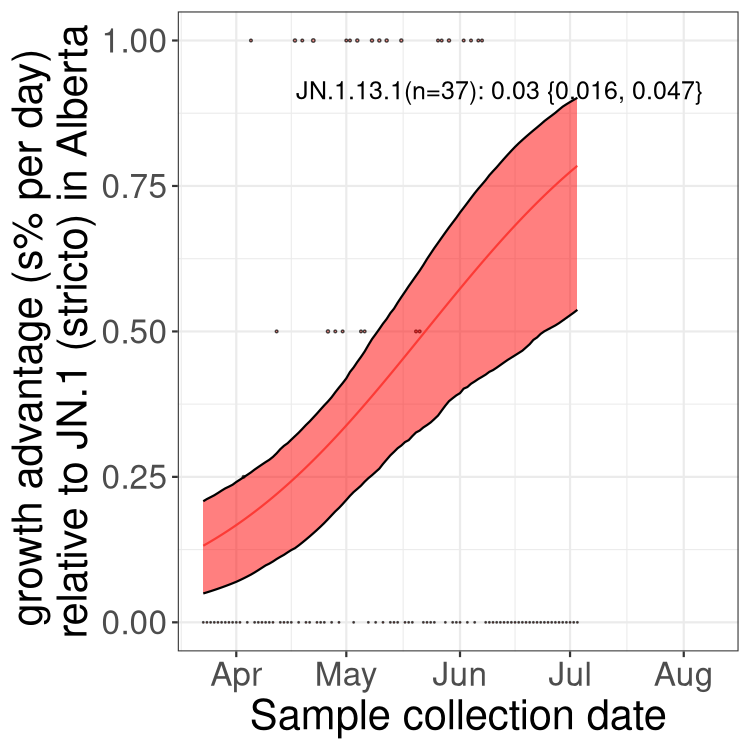 growth advantage (s% per day)
relative to JN.1 (stricto) in Alberta
1.00
0.75
0.50
0.25
0.00
JN.1.13.1(n=37): 0.03 {0.016, 0.047}
Apr May Jun Jul Aug
Sample collection date